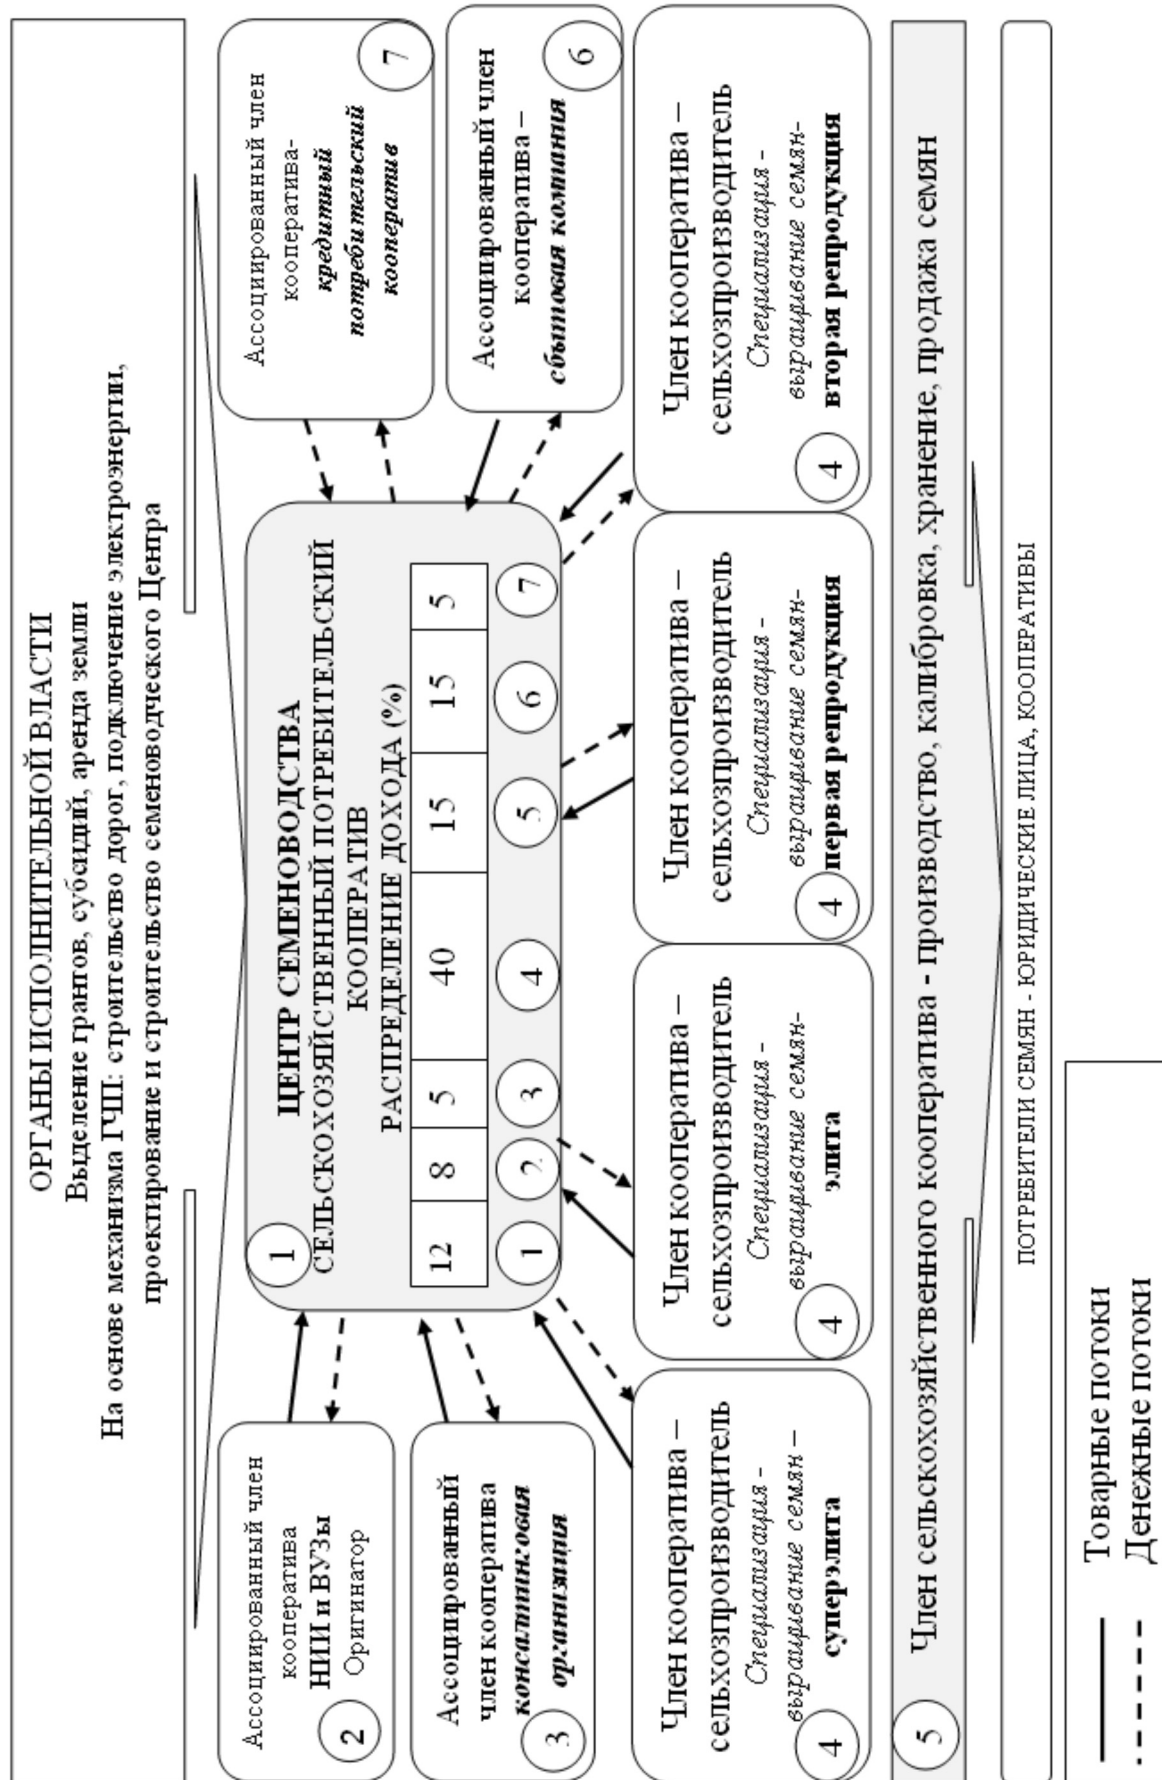 ОРГАНЫ ИСПОЛНИТЕЛЬНОЙ ВЛАСТИ
Выделение грантов, субсидий, аренда земли
На основе механизма ГЧП: строительство дорог, подключение электроэнергии,
проектирование и строительство семеноводческого Центра
Ассоциированный член
кооператива
НИИ и ВУЗы
Оригинатор
2
Ассоциированный
член кооператива
консалтинговая
организация
3
1
ЦЕНТР СЕМЕНОВОДСТВА
СЕЛЬСКОХОЗЯЙСТВЕННЫЙ ПОТРЕБИТЕЛЬСКИЙ
КООПЕРАТИВ
РАСПРЕДЕЛЕНИЕ ДОХОДА (%)
12 8 5 40 15 15 5
1 2 3 4 5 6 7
Ассоциированный член
кооператива-
кредитный
потребительский
кооператив
7
Ассоциированный член
кооператива –
сбытовая компания
6
Член кооператива –
сельхозпроизводитель
Специализация -
выращивание семян –
суперэлита
4
Член кооператива –
сельхозпроизводитель
Специализация -
выращивание семян-
элита
4
Член кооператива –
сельхозпроизводитель
Специализация -
выращивание семян-
первая репродукция
4
Член кооператива –
сельхозпроизводитель
Специализация -
выращивание семян-
вторая репродукция
4
5 Член сельскохозяйственного кооператива - производство, калибровка, хранение, продажа семян
ПОТРЕБИТЕЛИ СЕМЯН - ЮРИДИЧЕСКИЕ ЛИЦА, КООПЕРАТИВЫ
Товарные потоки
Денежные потоки